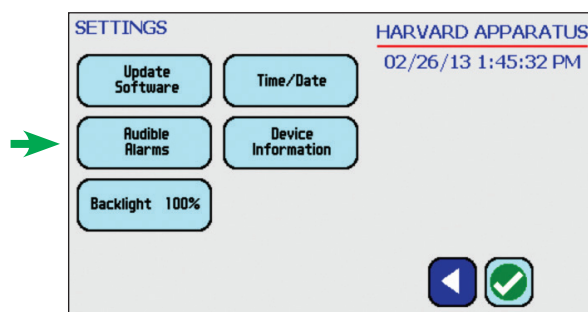 SETTINGS
HARVARD APPARATUS
02/26/13 1:45:32 PM
Update
Software
Time/Date
Audible
Alarms
Device
Information
Backlight 100%